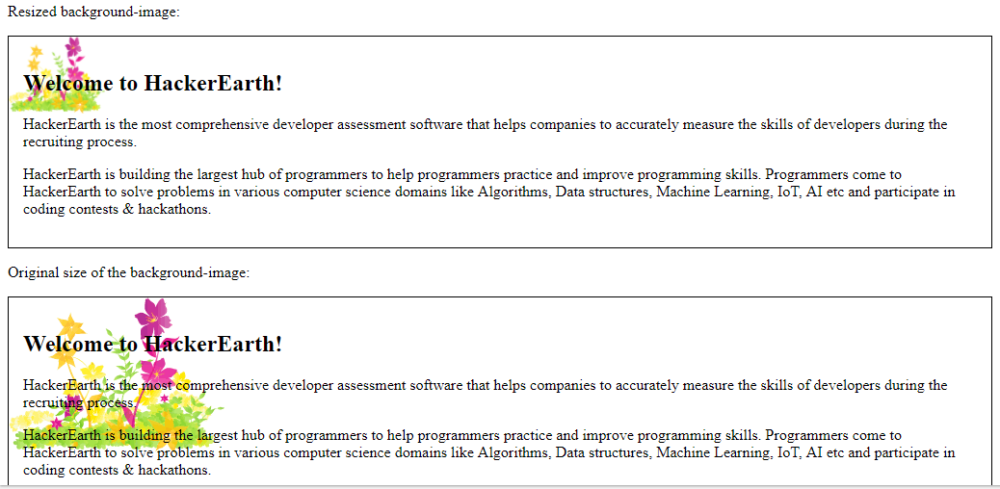 Resized background-image:
Welcome to HackerEarth!
HackerEarth is the most comprehensive developer assessment software that helps companies to accurately measure the skills of developers during the
recruiting process.
HackerEarth is building the largest hub of programmers to help programmers practice and improve programming skills. Programmers come to
HackerEarth to solve problems in various computer science domains like Algorithms, Data structures, Machine Learning, IoT, AI etc and participate in
coding contests & hackathons.
Original size of the background-image:
Welcome to HackerEarth!
HackerEarth is the most comprehensive developer assessment software that helps companies to accurately measure the skills of developers during the
recruiting process.
HackerEarth is building the largest hub of programmers to help programmers practice and improve programming skills. Programmers come to
HackerEarth to solve problems in various computer science domains like Algorithms, Data structures, Machine Learning, IoT, AI etc and participate in
coding contests & hackathons.